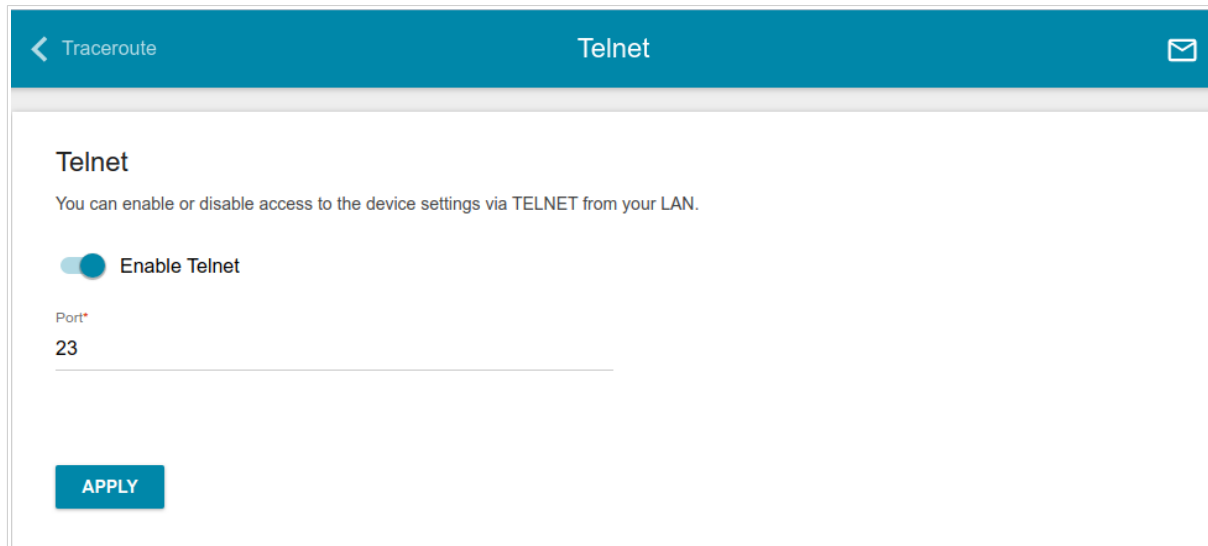 Traceroute
Telnet
Telnet
You can enable or disable access to the device settings via TELNET from your LAN.
Enable Telnet
Port*
23
APPLY